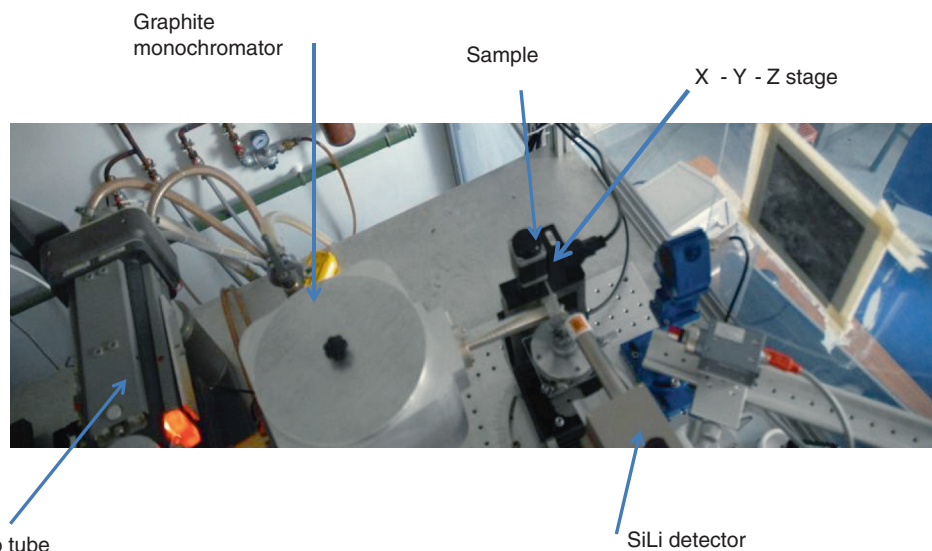 Graphite
monochromator
Sample
X - Y - Z stage
tube
SiLi detector